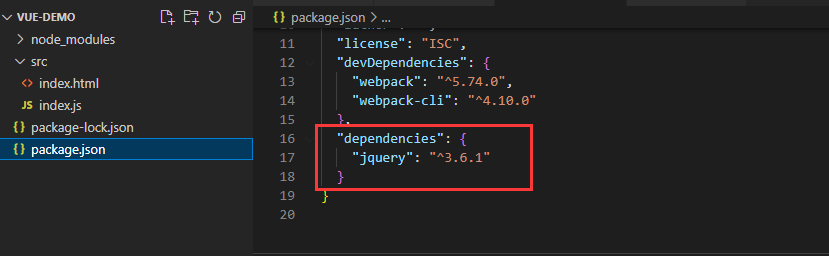 VUE-DEMO
node_modules
src
index.html
JS index.js
{} package-lock.json
{} package.json
{} package.json > ...
11 "license": "ISC",
12 "devDependencies": {
13 "webpack": "^5.74.0",
14 "webpack-cli": "^4.10.0"
15 },
16 "dependencies": {
17 "jquery": "^3.6.1"
18 }
19 }
20